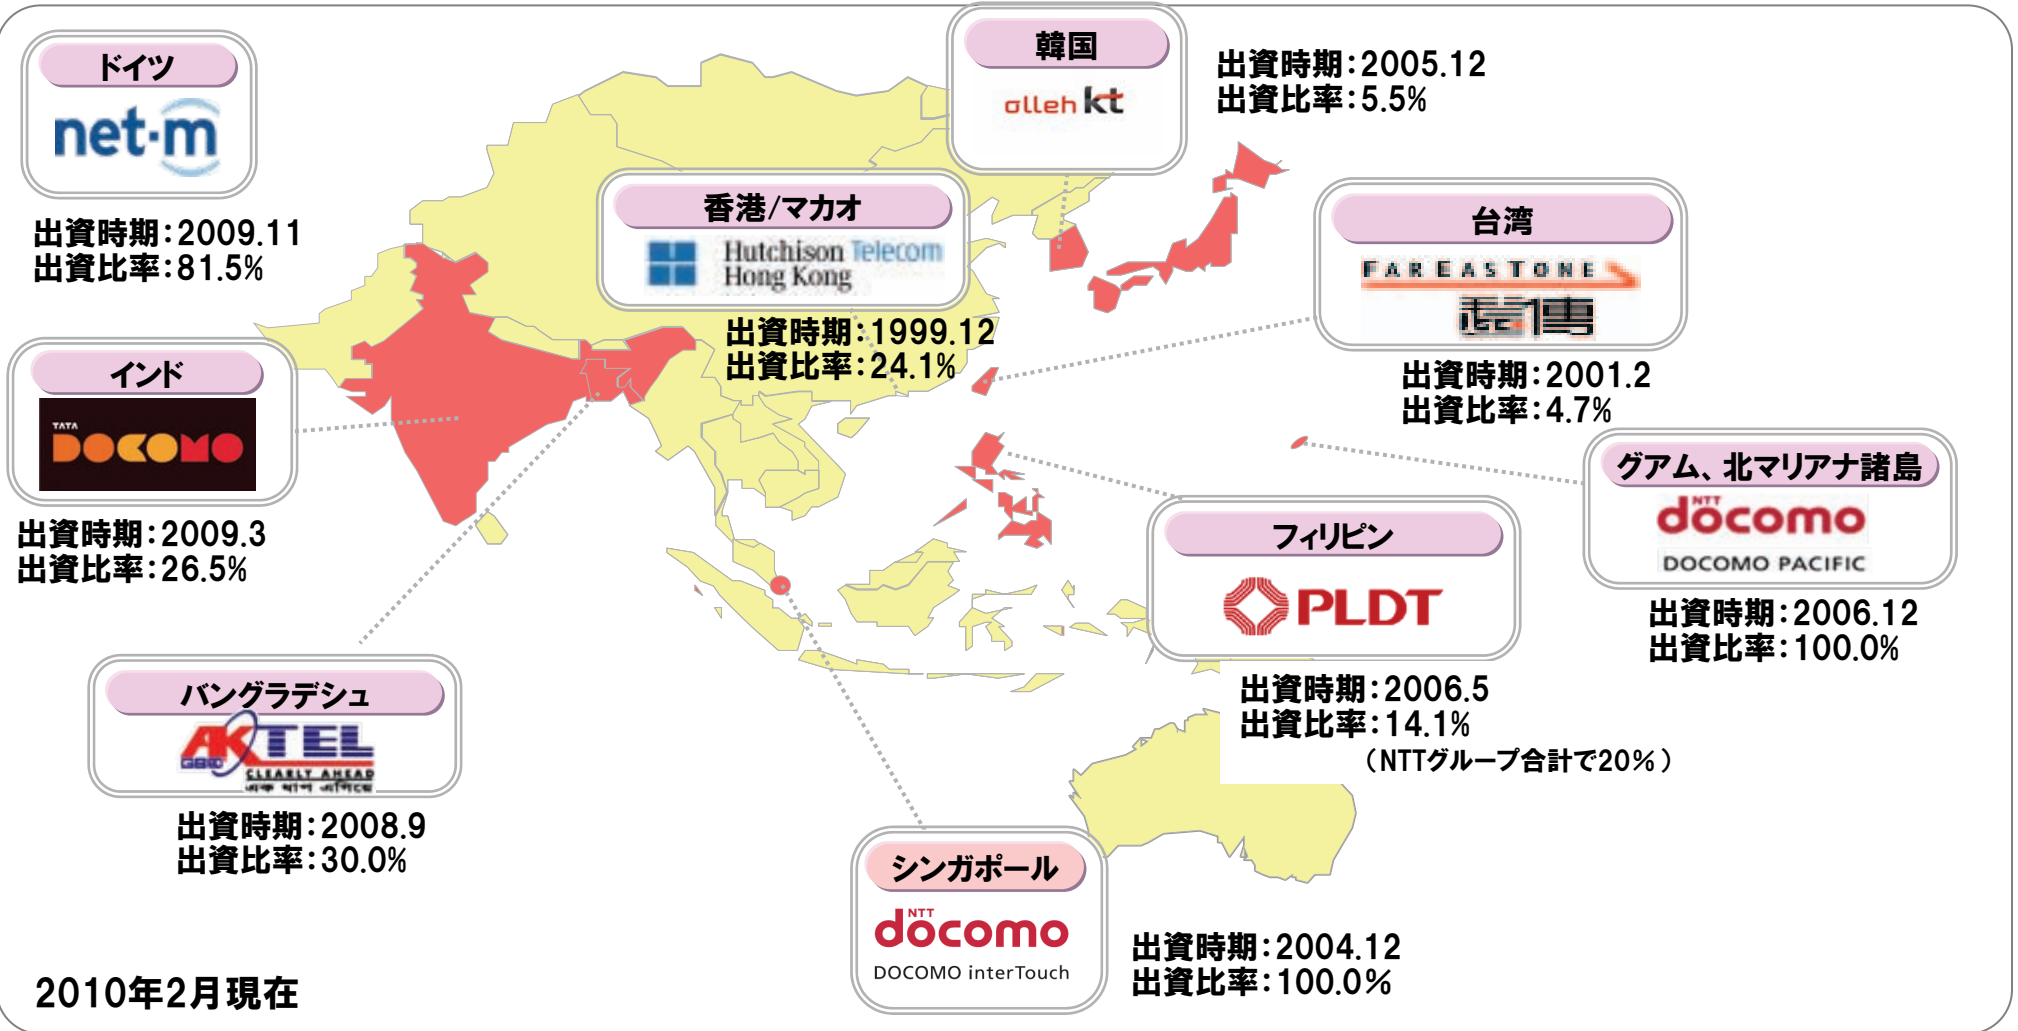 ドイツ
net·m
出資時期:2009.11
出資比率:81.5%
韓国
olleh kt
出資時期:2005.12
出資比率:5.5%
香港/マカオ
Hutchison Telecom
Hong Kong
出資時期:1999.12
出資比率:24.1%
台湾
FAREASTONE
出資時期:2001.2
出資比率:4.7%
インド
TATA
DOCOMO
出資時期:2009.3
出資比率:26.5%
グアム、北マリアナ諸島
NTT
döcomo
DOCOMO PACIFIC
出資時期:2006.12
出資比率:100.0%
フィリピン
PLDT
出資時期:2006.5
出資比率:14.1%
(NTTグループ合計で20%)
バングラデシュ
AKTEL
CLEARLY AHEAD
出資時期:2008.9
出資比率:30.0%
シンガポール
NTT
döcomo
DOCOMO interTouch
出資時期:2004.12
出資比率:100.0%
2010年2月現在